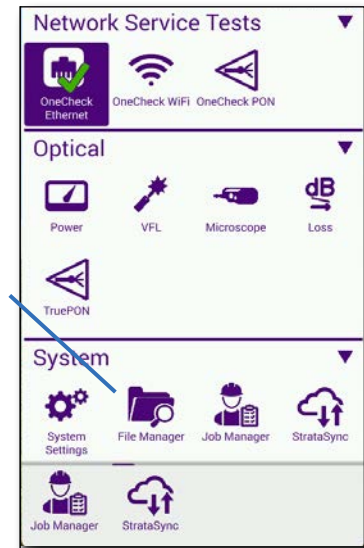 Network Service Tests
OneCheck Ethernet
OneCheck WiFi
OneCheck PON
Optical
Power
VFL
Microscope
dB
Loss
TruePON
System
System Settings
File Manager
Job Manager
StrataSync
Job Manager
StrataSync